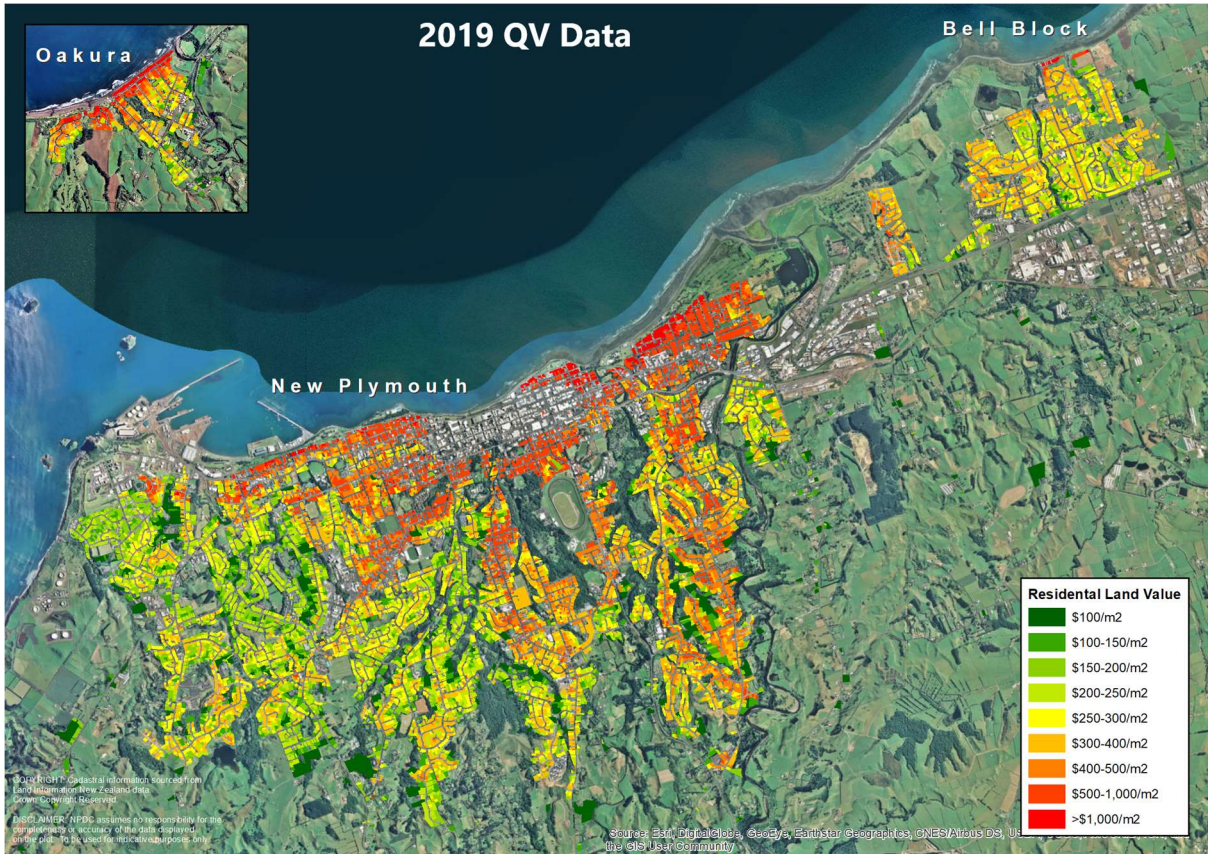 2019 QV Data
Oakura
Bell Block
New Plymouth
Residental Land Value
$100/m2
$100-150/m2
$150-200/m2
$200-250/m2
$250-300/m2
$300-400/m2
$400-500/m2
$500-1,000/m2
>$1,000/m2
COPYRIGHT: Cadastral information sourced from
Land Information New Zealand data.
Crown Copyright Reserved.
DISCLAIMER: NPDC assumes no responsibility for the
completeness or accuracy of the data displayed
on the plot. To be used for indicative purposes only
Source: Esri, DigitalGlobe, GeoEye, Earthstar Geographics, CNES/Airbus DS,
the GIS User Community